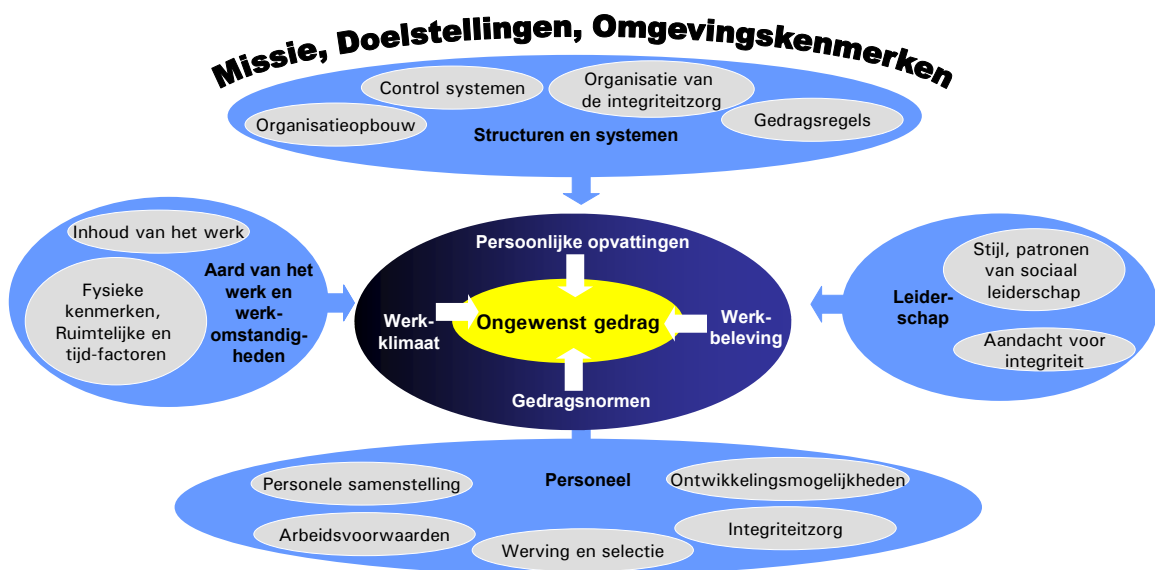 Missie, Doelstellingen, Omgevingskenmerken
Control systemen
Organisatie van
de integriteitzorg
Organisatieopbouw
Gedragsregels
Structuren en systemen
Inhoud van het werk
Fysieke
kenmerken,
Ruimtelijke en
tijd-factoren
Aard van het
werk en
werk-
omstandig-
heden
Persoonlijke opvattingen
Werk-
klimaat
Ongewenst gedrag
Werk-
beleving
Gedragsnormen
Stijl, patronen
van sociaal
leiderschap
Leider-
schap
Aandacht voor
integriteit
Personeel
Personele samenstelling
Ontwikkelingsmogelijkheden
Arbeidsvoorwaarden
Werving en selectie
Integriteitzorg